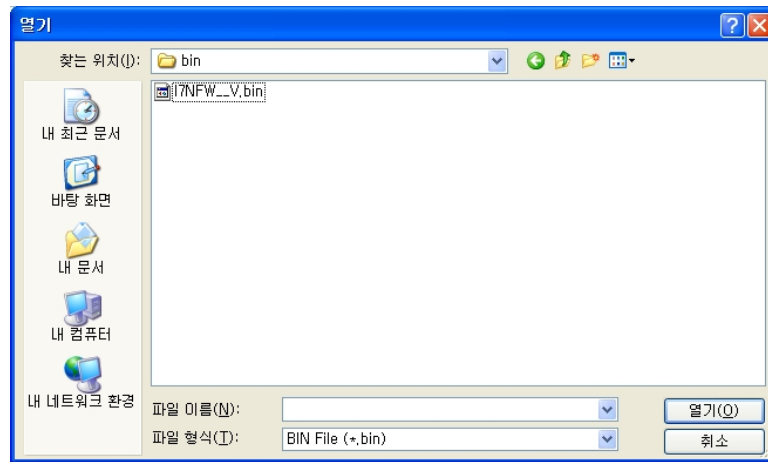 열기
찾는 위치(I):
bin
I7NFW__V.bin
내 최근 문서
바탕 화면
내 문서
내 컴퓨터
내 네트워크 환경
파일 이름(N):
열기(O)
파일 형식(T):
BIN File (*.bin)
취소